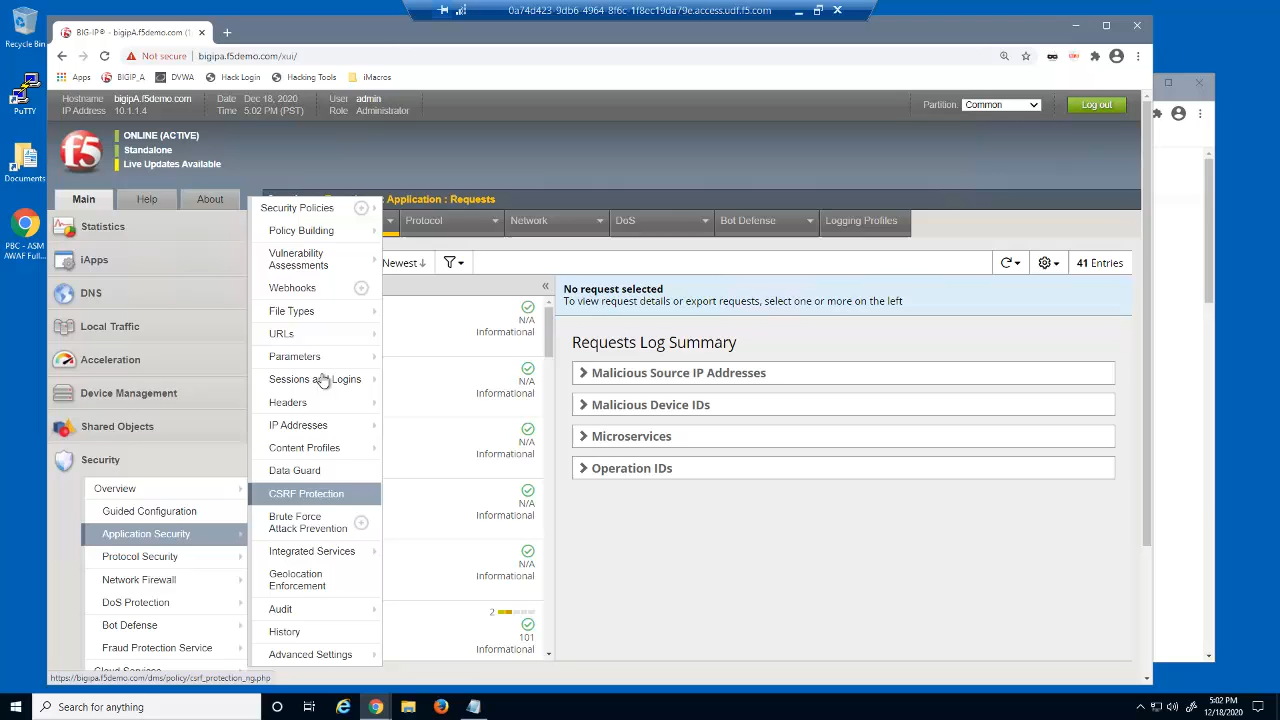 0a74d423-9db6-4964-8f6c-1f8ec19da79e.access.udf.f5.com
Recycle Bin
PuTTY
Documents
PBC - ASM
AWAF Full...
BIG-IP® - bigipA.f5demo.com (1
Not secure
bigipa.f5demo.com/xui/
Apps
BIGIP_A
DVWA
Hack Login
Hacking Tools
iMacros
Hostname bigipA.f5demo.com
IP Address 10.1.1.4
Date Dec 18, 2020
Time 5:02 PM (PST)
User admin
Role Administrator
Partition: Common
Log out
f5
ONLINE (ACTIVE)
Standalone
Live Updates Available
Main
Help
About
Application : Requests
Statistics
iApps
DNS
Local Traffic
Acceleration
Device Management
Shared Objects
Security
Overview
Guided Configuration
Application Security
Protocol Security
Network Firewall
DoS Protection
Bot Defense
Fraud Protection Service
Cloud Services
Security Policies
Policy Building
Vulnerability
Assessments
Webhooks
File Types
URLs
Parameters
Sessions and Logins
Headers
IP Addresses
Content Profiles
Data Guard
CSRF Protection
Brute Force
Attack Prevention
Integrated Services
Geolocation
Enforcement
Audit
History
Advanced Settings
Protocol
Network
DoS
Bot Defense
Logging Profiles
Newest
41 Entries
N/A
Informational
N/A
Informational
N/A
Informational
N/A
Informational
N/A
Informational
2
101
Informational
No request selected
To view request details or export requests, select one or more on the left
Requests Log Summary
Malicious Source IP Addresses
Malicious Device IDs
Microservices
Operation IDs
https://bigipa.f5demo.com/dms/policy/csrf_protection_ng.php
Search for anything
5:02 PM
12/18/2020